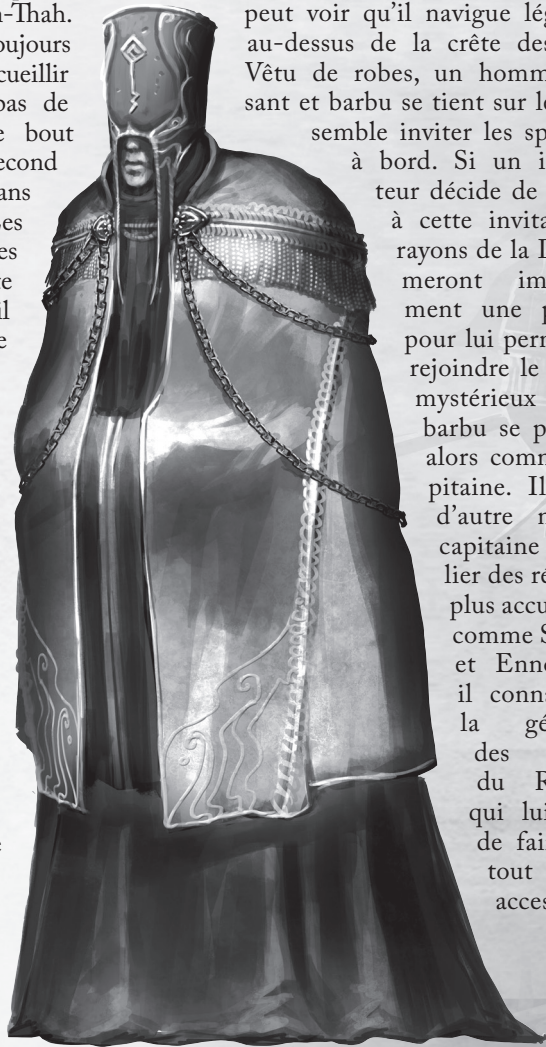 n-Thah.
oujours
cueillir
pas de
e bout
econd
ans
es
es
e
il
e
peut voir qu'il navigue lég
au-dessus de la crête des
Vêtu de robes, un homm
sant et barbu se tient sur le
semble inviter les sp
à bord. Si un i
teur décide de
à cette invita
rayons de la L
meront im
ment une p
pour lui perm
rejoindre le
mystérieux
barbu se p
alors comm
pitaine. Il
d'autre n
capitaine
lier des ré
plus accu
comme S
et Enno
il conn
la gé
des
du R
qui lui
de fai
tout
acces